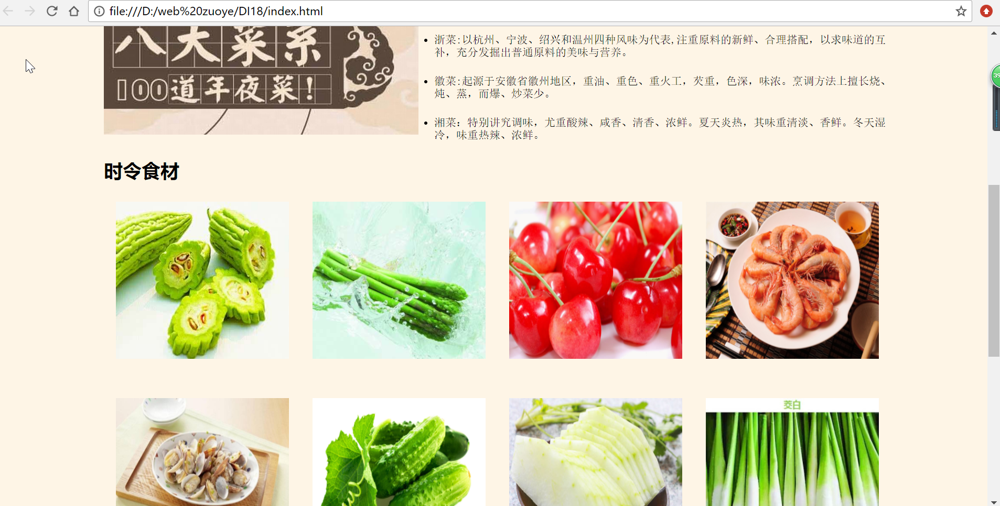 file:///D:/web%20zuoye/DI18/index.html
八大菜系
100道年夜菜!
浙菜:以杭州、宁波、绍兴和温州四种风味为代表,注重原料的新鲜、合理搭配，以求味道的互
补，充分发掘出普通原料的美味与营养。
徽菜:起源于安徽省徽州地区，重油、重色、重火工，芡重，色深，味浓。烹调方法上擅长烧、
炖、蒸，而爆、炒菜少。
湘菜：特别讲究调味，尤重酸辣、咸香、清香、浓鲜。夏天炎热，其味重清淡、香鲜。冬天湿
冷，味重热辣、浓鲜。
39
时令食材
茭白